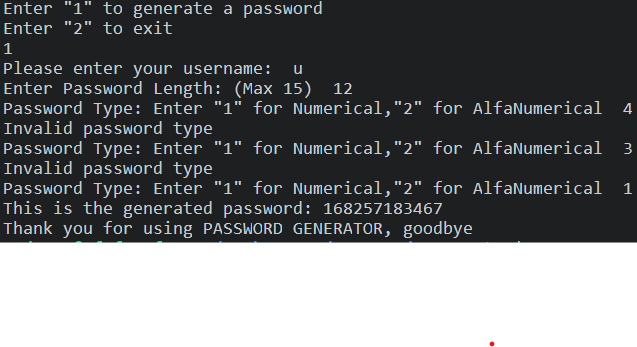 Enter "1" to generate a password
Enter "2" to exit
1
Please enter your username:  u
Enter Password Length: (Max 15)  12
Password Type: Enter "1" for Numerical,"2" for AlfaNumerical  4
Invalid password type
Password Type: Enter "1" for Numerical,"2" for AlfaNumerical  3
Invalid password type
Password Type: Enter "1" for Numerical,"2" for AlfaNumerical  1
This is the generated password: 168257183467
Thank you for using PASSWORD GENERATOR, goodbye